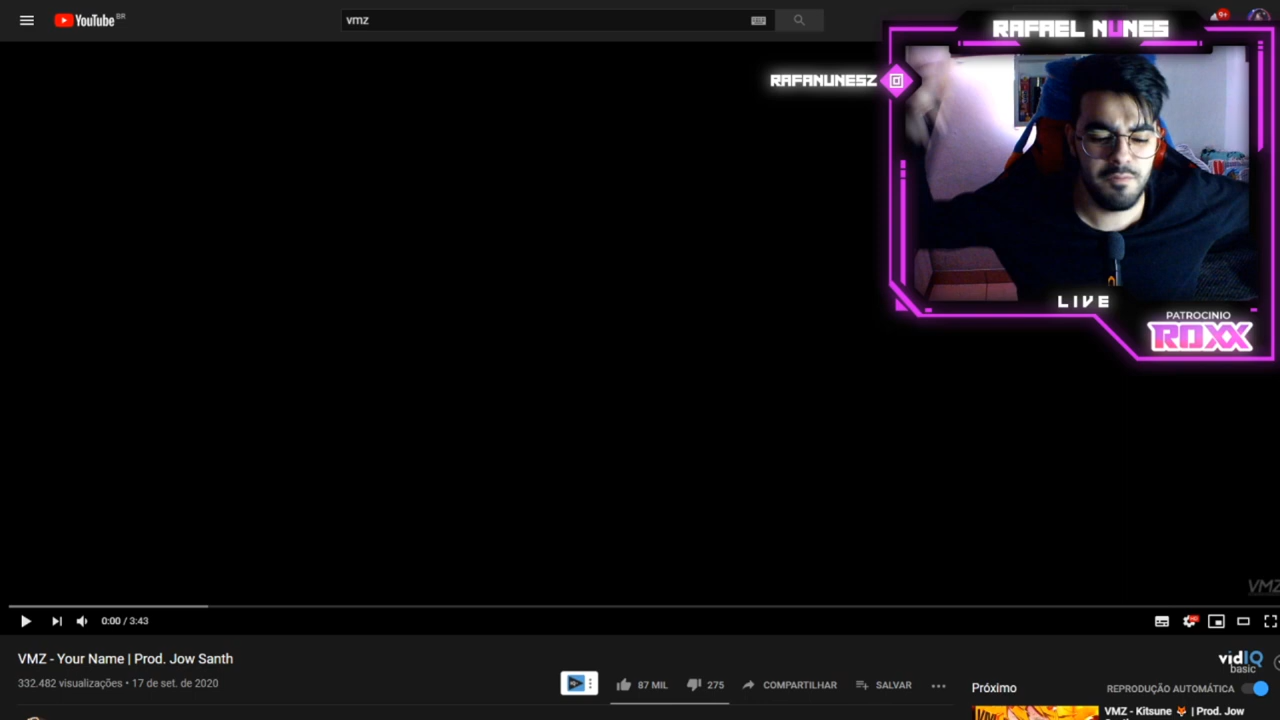 YouTube BR
vmz
9+
RAFAEL NUNES
RAFANUNESZ
LIVE
PATROCINIO
ROXX
VMZ
0:00 / 3:43
HD
VMZ - Your Name | Prod. Jow Santh
332.482 visualizações • 17 de set. de 2020
87 MIL
275
COMPARTILHAR
SALVAR
vidIQ
basic
Próximo
REPRODUÇÃO AUTOMÁTICA
VMZ - Kitsune 🦊 | Prod. Jow